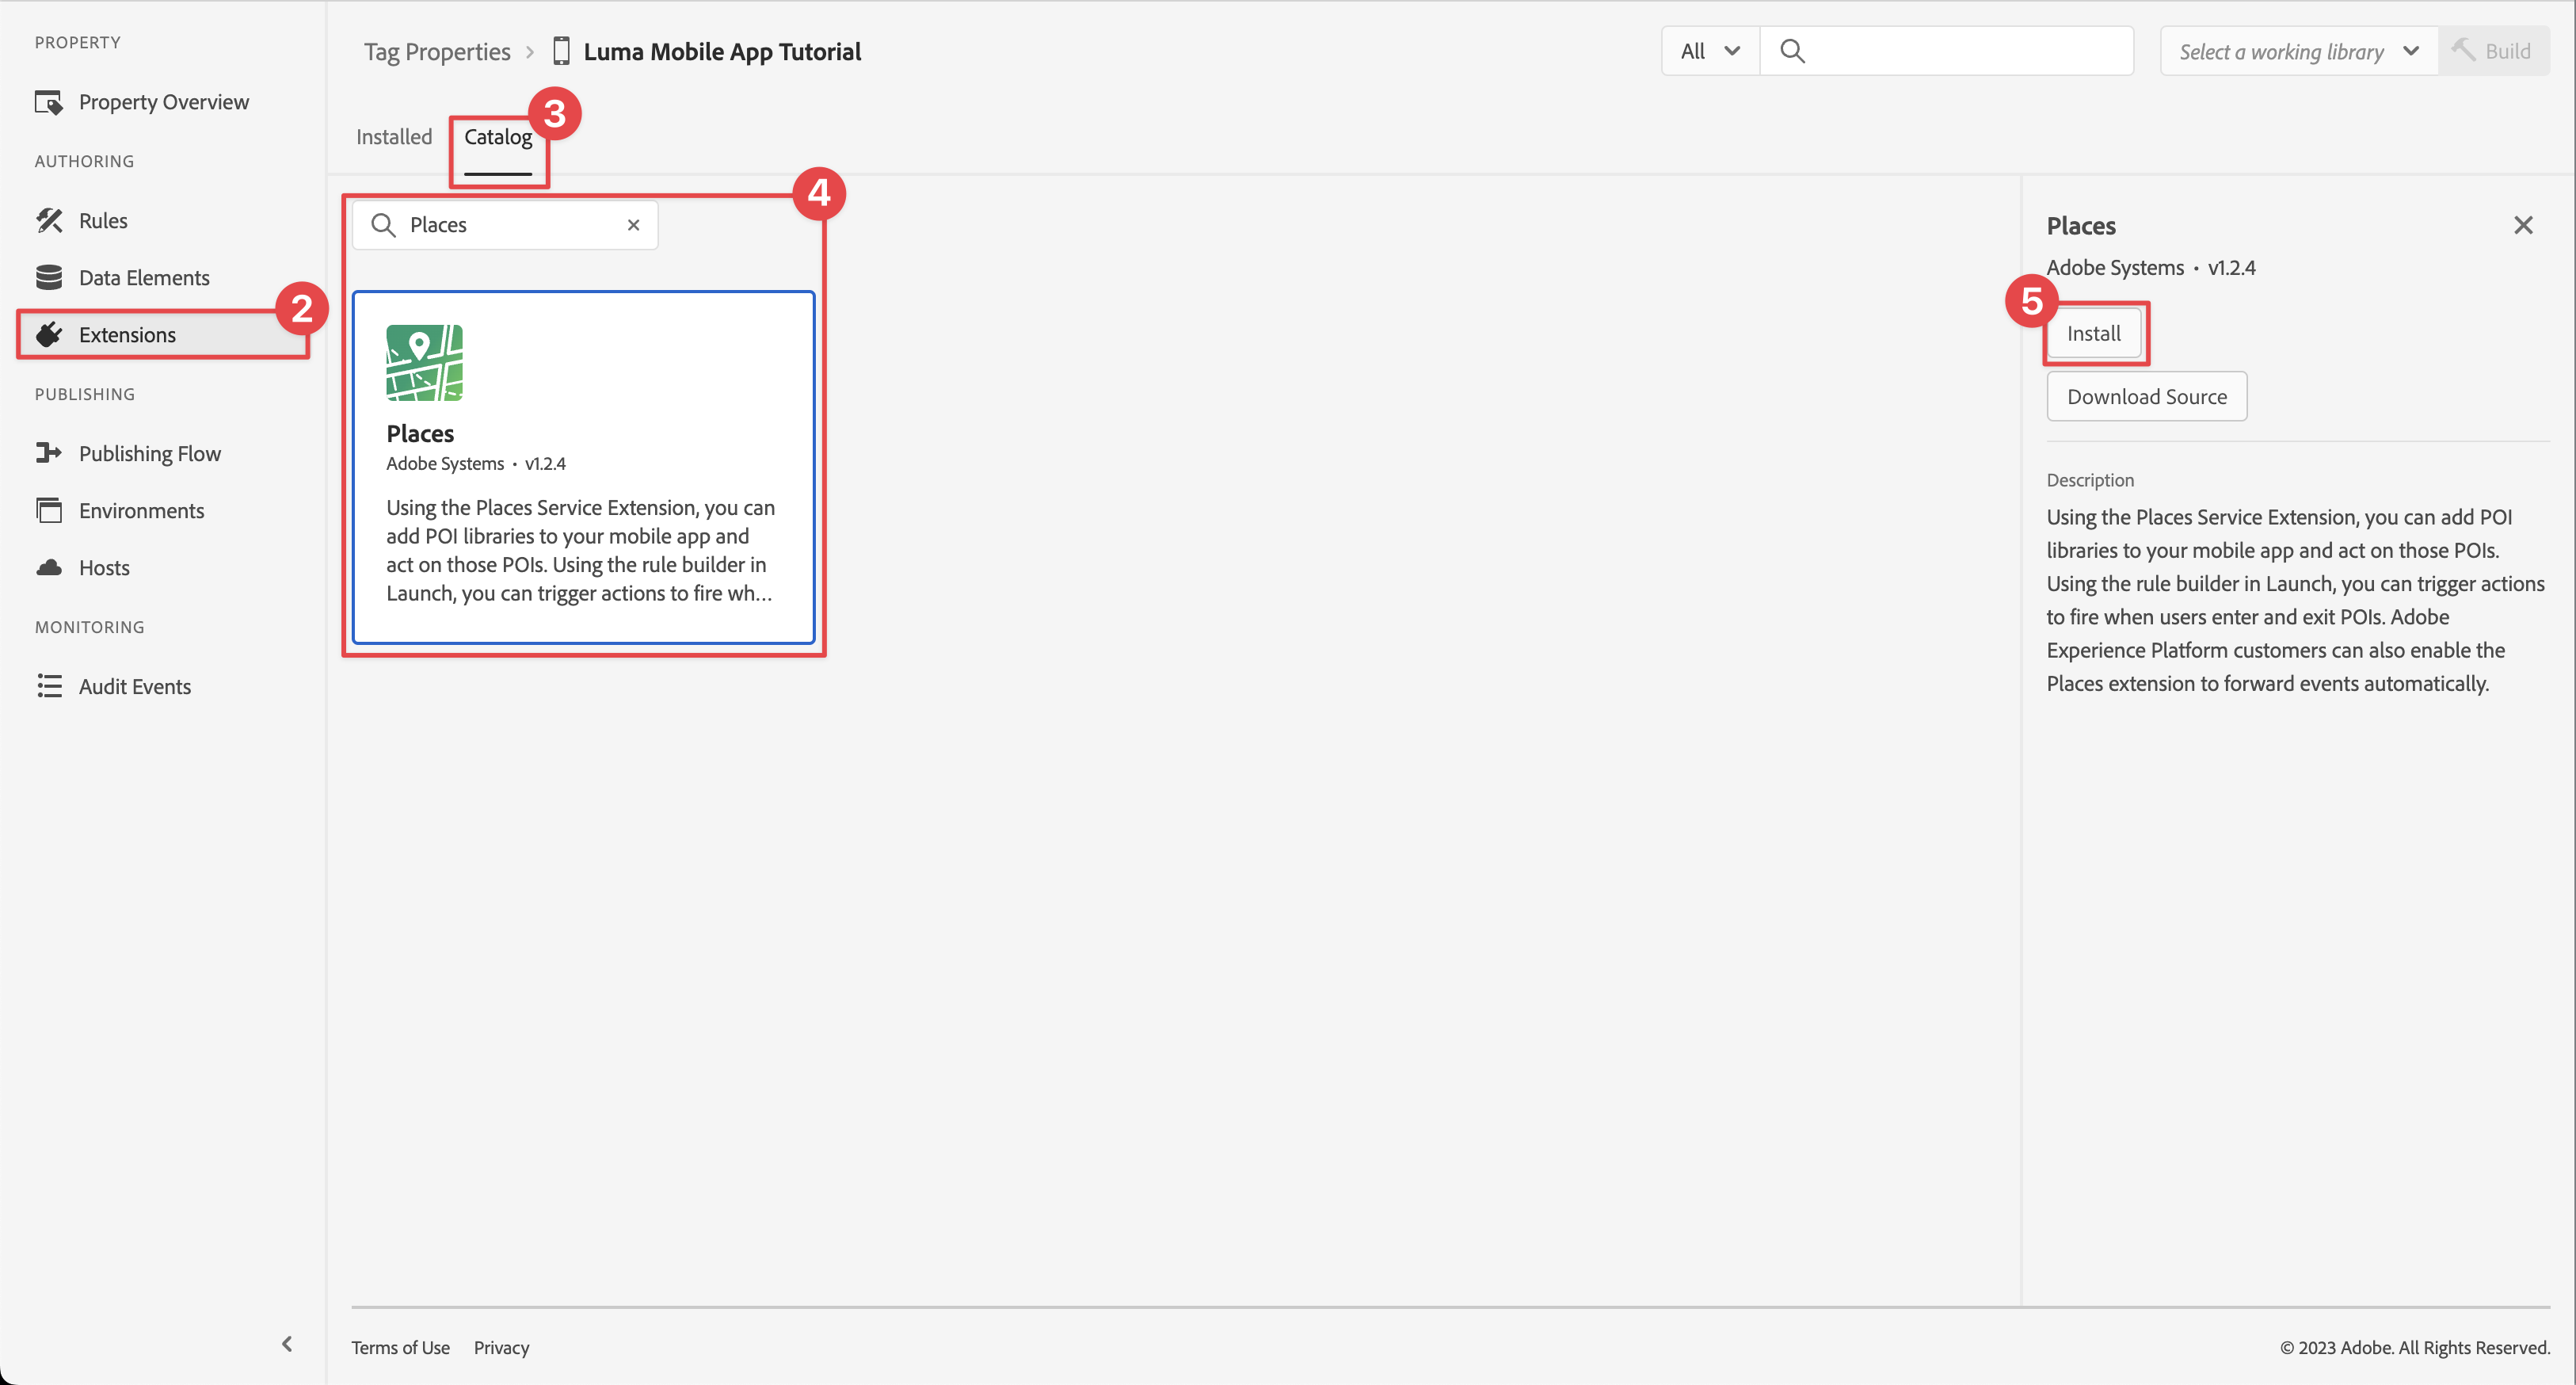 PROPERTY
Property Overview
AUTHORING
Rules
Data Elements
Extensions
2
PUBLISHING
Publishing Flow
Environments
Hosts
MONITORING
Audit Events
Tag Properties > Luma Mobile App Tutorial
All
Select a working library
Build
Installed
Catalog
3
4
Places
Places
Adobe Systems • v1.2.4
Using the Places Service Extension, you can
add POI libraries to your mobile app and
act on those POIs. Using the rule builder in
Launch, you can trigger actions to fire wh...
Places
Adobe Systems • v1.2.4
5
Install
Download Source
Description
Using the Places Service Extension, you can add POI
libraries to your mobile app and act on those POIs.
Using the rule builder in Launch, you can trigger actions
to fire when users enter and exit POIs. Adobe
Experience Platform customers can also enable the
Places extension to forward events automatically.
Terms of Use
Privacy
© 2023 Adobe. All Rights Reserved.